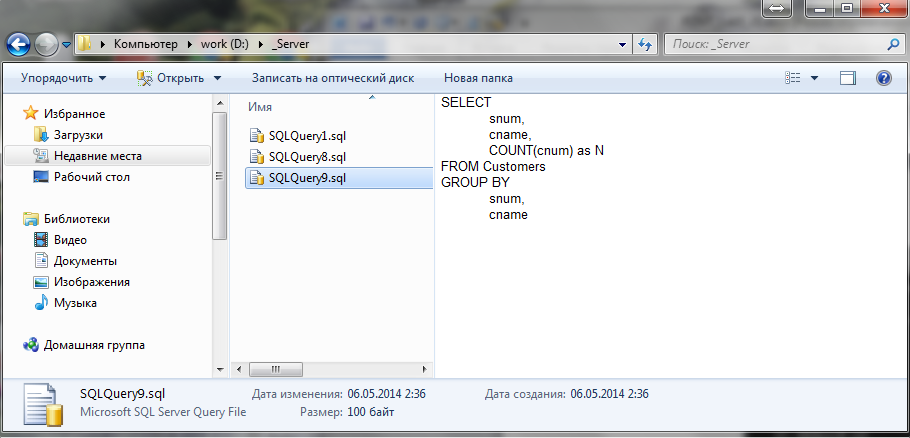 Компьютер ▸ work (D:) ▸ _Server
Поиск: _Server
Упорядочить Открыть Записать на оптический диск Новая папка
Избранное
Загрузки
Недавние места
Рабочий стол
Библиотеки
Видео
Документы
Изображения
Музыка
Домашняя группа
Имя
SQLQuery1.sql
SQLQuery8.sql
SQLQuery9.sql
SELECT
snum,
cname,
COUNT(cnum) as N
FROM Customers
GROUP BY
snum,
cname
SQLQuery9.sql Дата изменения: 06.05.2014 2:36 Дата создания: 06.05.2014 2:36
Microsoft SQL Server Query File Размер: 100 байт